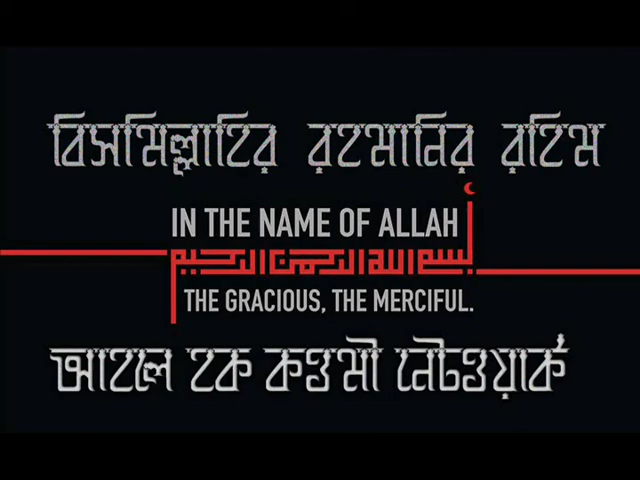 বিসমিল্লাহির রহমানির রহিম
IN THE NAME OF ALLAH
بسم الله الرحمن الرحيم
THE GRACIOUS, THE MERCIFUL.
আহলে হক কওমী নেটওয়ার্ক